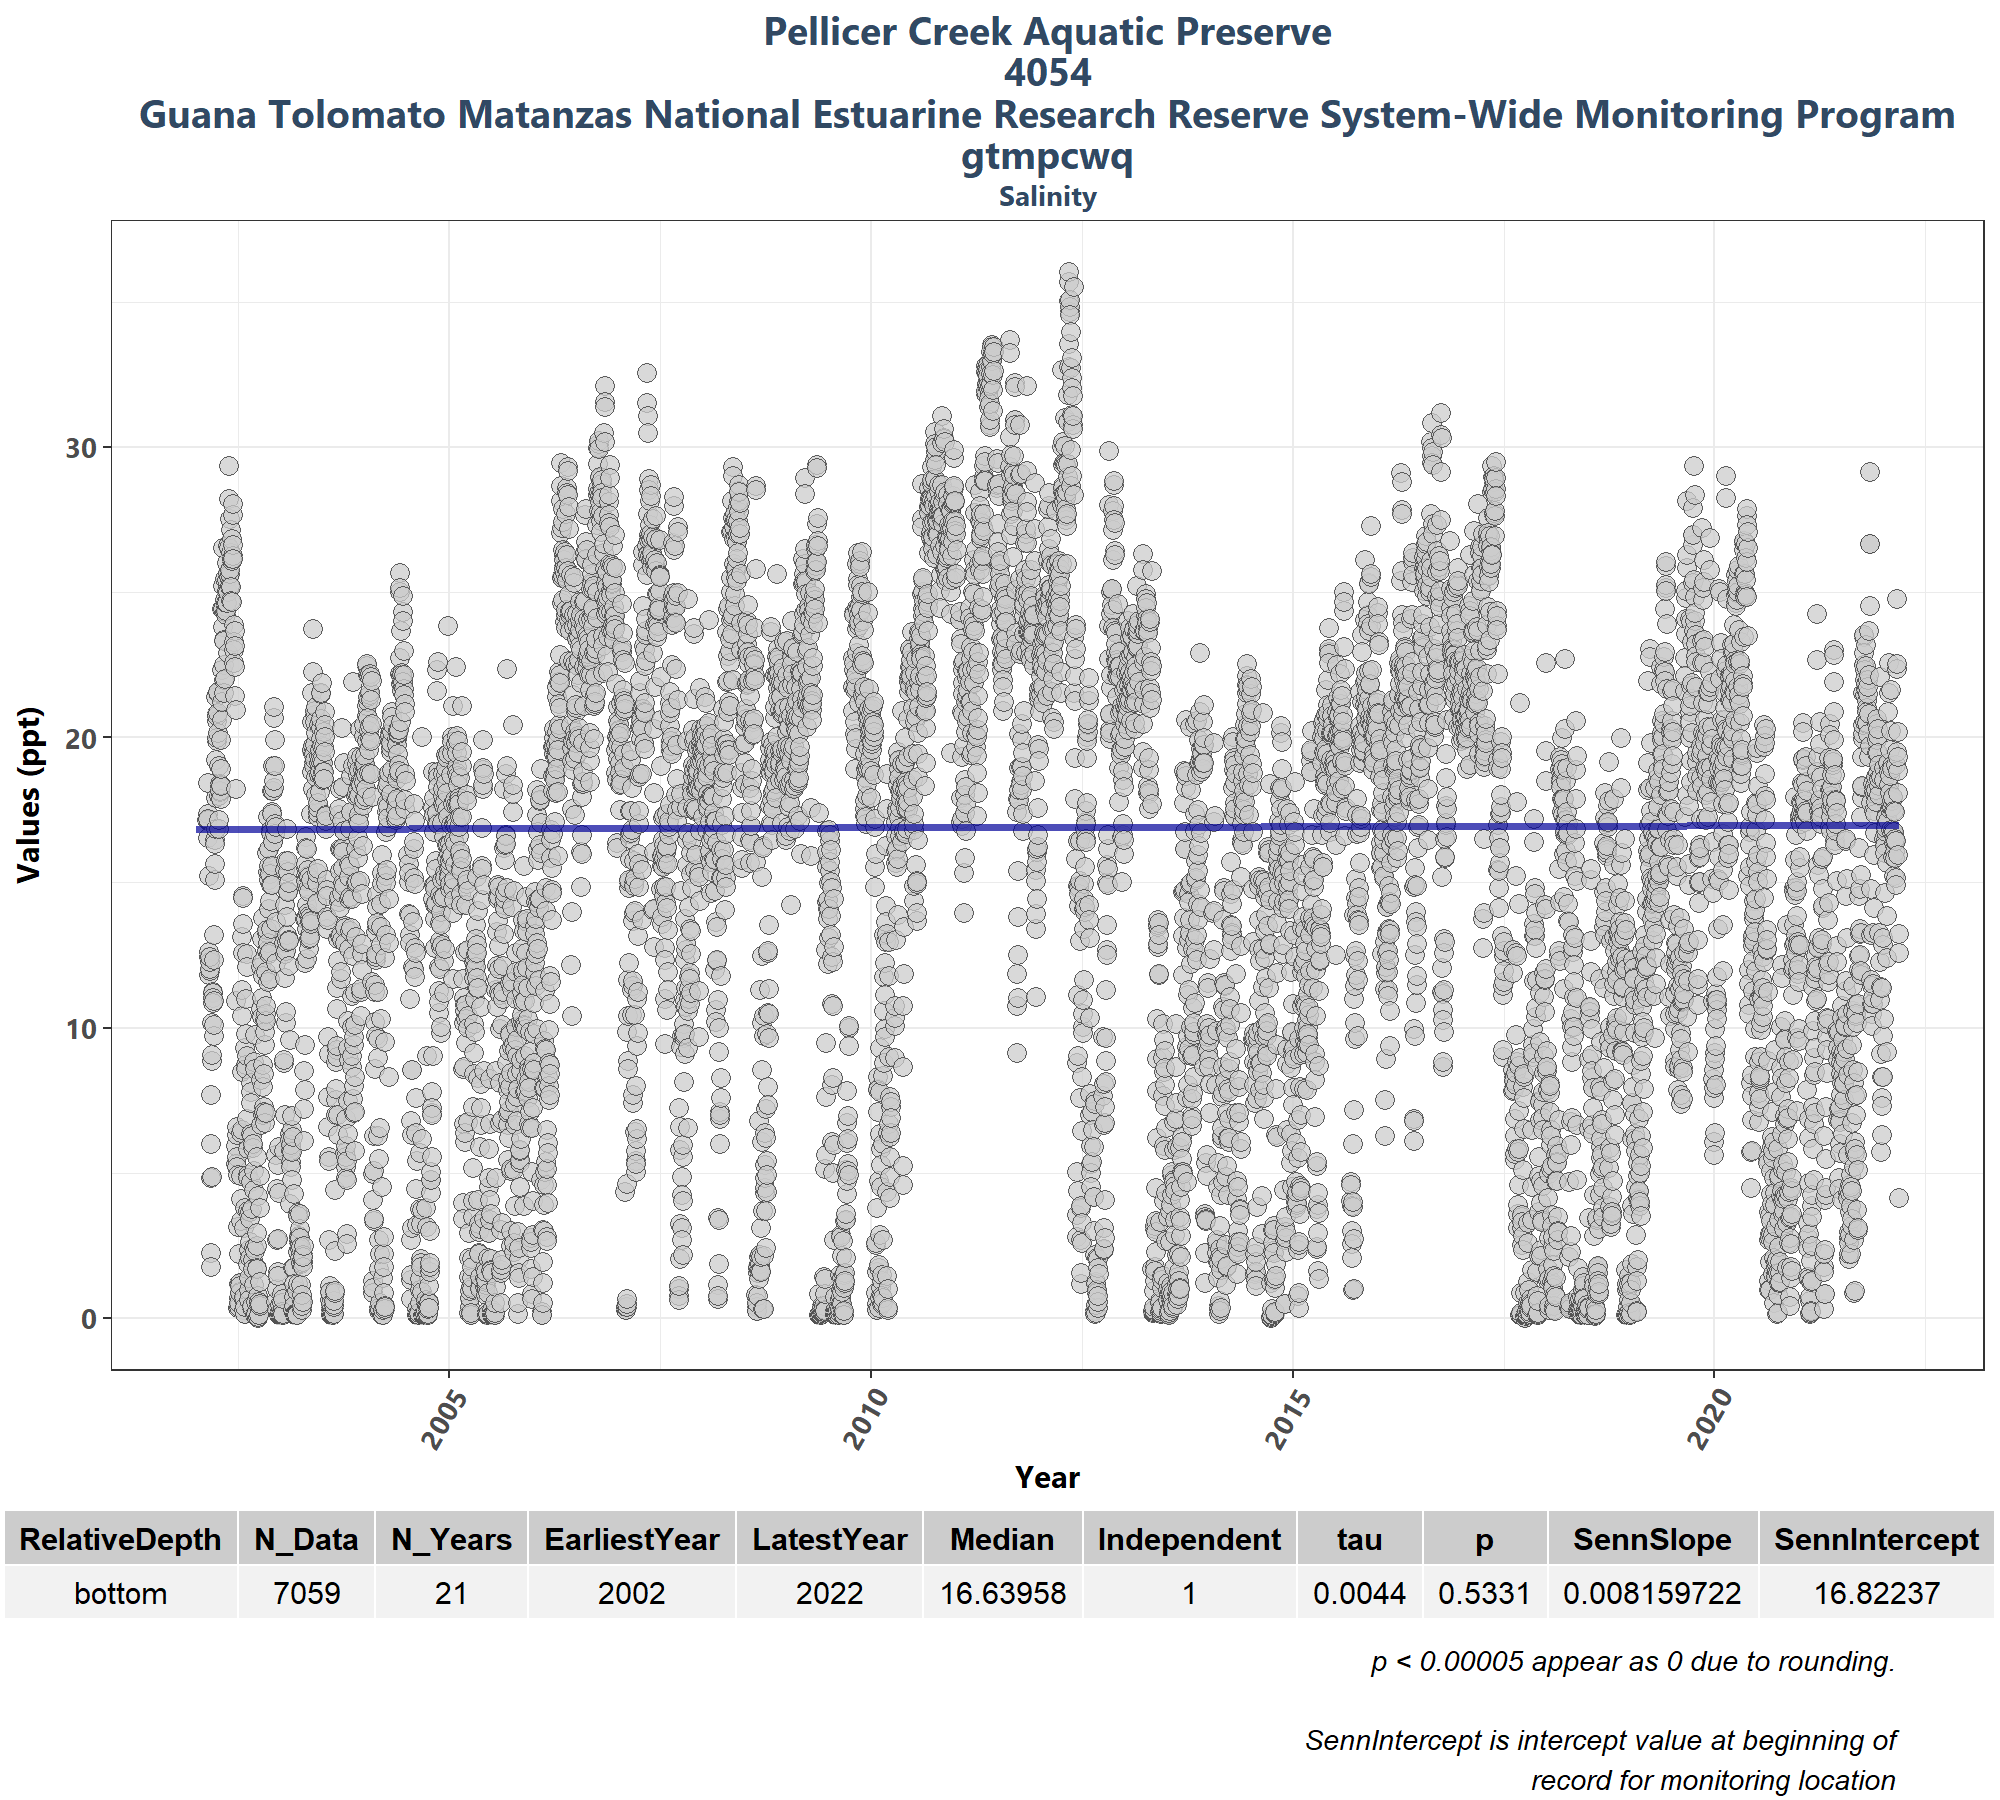 Pellicer Creek Aquatic Preserve
4054
Guana Tolomato Matanzas National Estuarine Research Reserve System-Wide Monitoring Program
gtmpcwq
Salinity
Values (ppt)
30
20
10
0
2005 2010 2015 2020
Year
RelativeDepth N_Data N_Years EarliestYear LatestYear Median Independent tau p SennSlope SennIntercept
bottom 7059 21 2002 2022 16.63958 1 0.0044 0.5331 0.008159722 16.82237
p < 0.00005 appear as 0 due to rounding.
SennIntercept is intercept value at beginning of
record for monitoring location